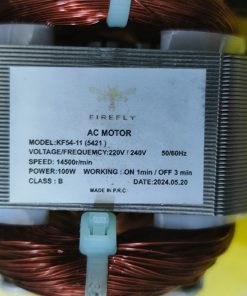 FIREFLY
AC MOTOR
MODEL:KF54-11 (5421)
VOLTAGE/FREQUEMCY:220V / 240V 50/60Hz
SPEED: 14500r/min
POWER:100W WORKING : ON 1min / OFF 3 min
CLASS : B DATE:2024.05.20
MADE IN P.R.C